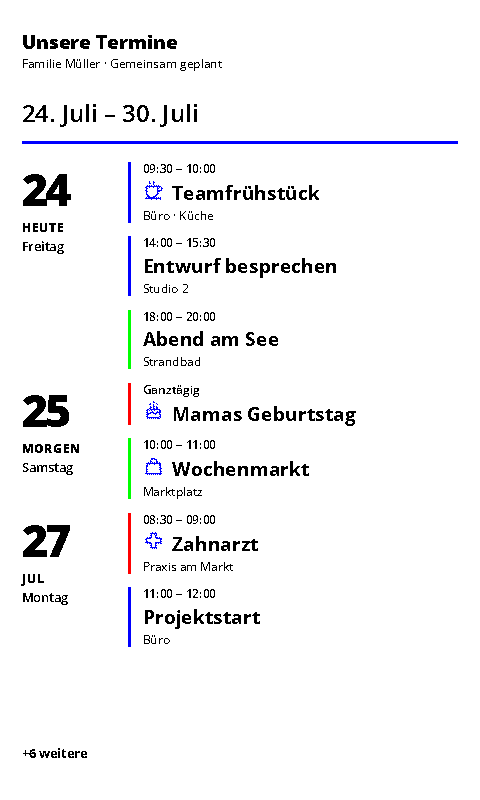 Unsere Termine
Familie Müller · Gemeinsam geplant
24. Juli – 30. Juli
24
HEUTE
Freitag
09:30 – 10:00
Teamfrühstück
Büro · Küche
14:00 – 15:30
Entwurf besprechen
Studio 2
18:00 – 20:00
Abend am See
Strandbad
25
MORGEN
Samstag
Ganztägig
Mamas Geburtstag
10:00 – 11:00
Wochenmarkt
Marktplatz
27
JUL
Montag
08:30 – 09:00
Zahnarzt
Praxis am Markt
11:00 – 12:00
Projektstart
Büro
+6 weitere